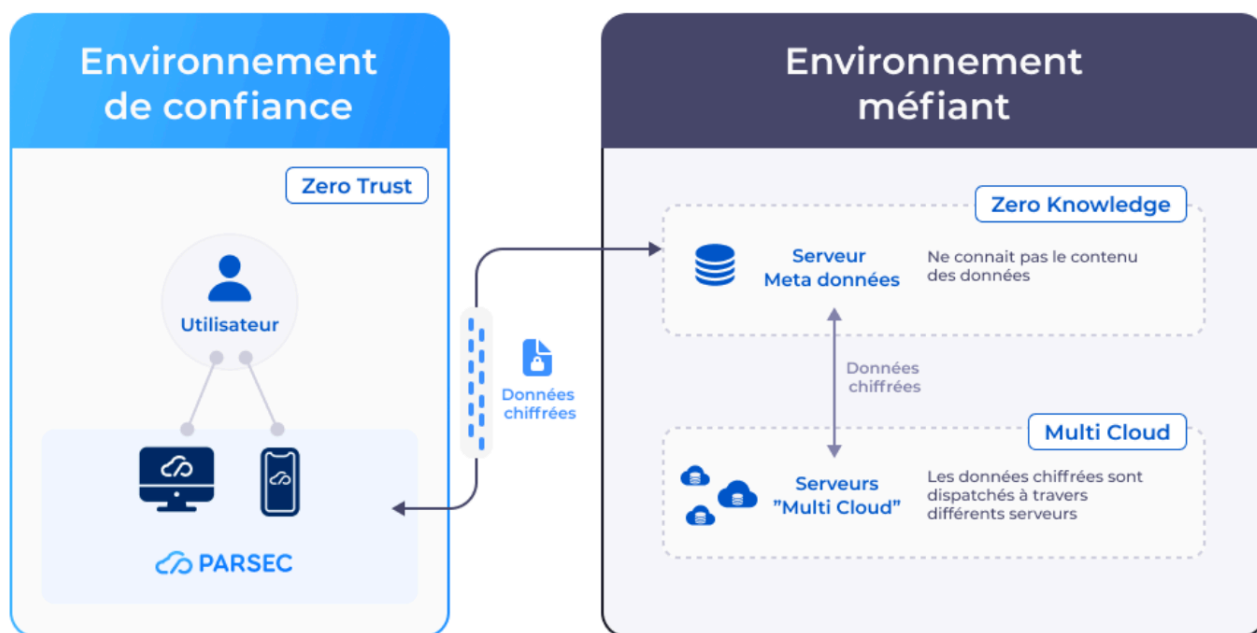 Environnement
de confiance
Zero Trust
Utilisateur
PARSEC
Données
chiffrées
Environnement
méfiant
Zero Knowledge
Serveur
Meta données
Ne connait pas le contenu
des données
Données
chiffrées
Multi Cloud
Serveurs
"Multi Cloud"
Les données chiffrées sont
dispatchés à travers
différents serveurs